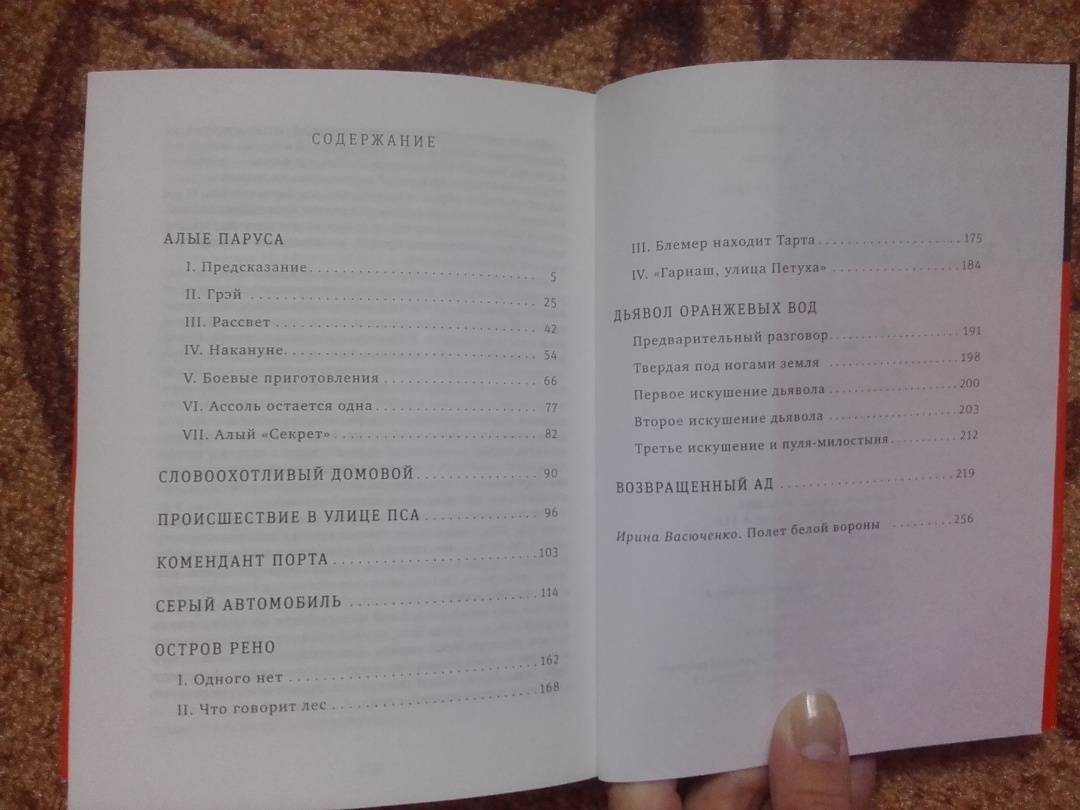 СОДЕРЖАНИЕ
АЛЫЕ ПАРУСА
I. Предсказание. . . . . . . . . . . . . . . . . . . . . . . . . 5
II. Грэй . . . . . . . . . . . . . . . . . . . . . . . . . . . . . . . 25
III. Рассвет . . . . . . . . . . . . . . . . . . . . . . . . . . . . 42
IV. Накануне. . . . . . . . . . . . . . . . . . . . . . . . . . . 54
V. Боевые приготовления . . . . . . . . . . . . . . . 66
VI. Ассоль остается одна . . . . . . . . . . . . . . . . 77
VII. Алый «Секрет» . . . . . . . . . . . . . . . . . . . . . 82
СЛОВООХОТЛИВЫЙ ДОМОВОЙ. . . . . . . . . . . . . 90
ПРОИСШЕСТВИЕ В УЛИЦЕ ПСА . . . . . . . . . . . . 96
КОМЕНДАНТ ПОРТА . . . . . . . . . . . . . . . . . . . . 103
СЕРЫЙ АВТОМОБИЛЬ . . . . . . . . . . . . . . . . . . . 114
ОСТРОВ РЕНО
I. Одного нет . . . . . . . . . . . . . . . . . . . . . . . . . 162
II. Что говорит лес . . . . . . . . . . . . . . . . . . . . . 168
III. Блемер находит Тарта . . . . . . . . . . . . . . . 175
IV. «Гарнаш, улица Петуха» . . . . . . . . . . . . . 184
ДЬЯВОЛ ОРАНЖЕВЫХ ВОД
Предварительный разговор. . . . . . . . . . . . . 191
Твердая под ногами земля . . . . . . . . . . . . . 198
Первое искушение дьявола . . . . . . . . . . . . . 200
Второе искушение дьявола . . . . . . . . . . . . . 203
Третье искушение и пуля-милостыня. . . . . . . . 212
ВОЗВРАЩЕННЫЙ АД . . . . . . . . . . . . . . . . . . . 219
Ирина Васюченко. Полет белой вороны . . . . . . . . . 256